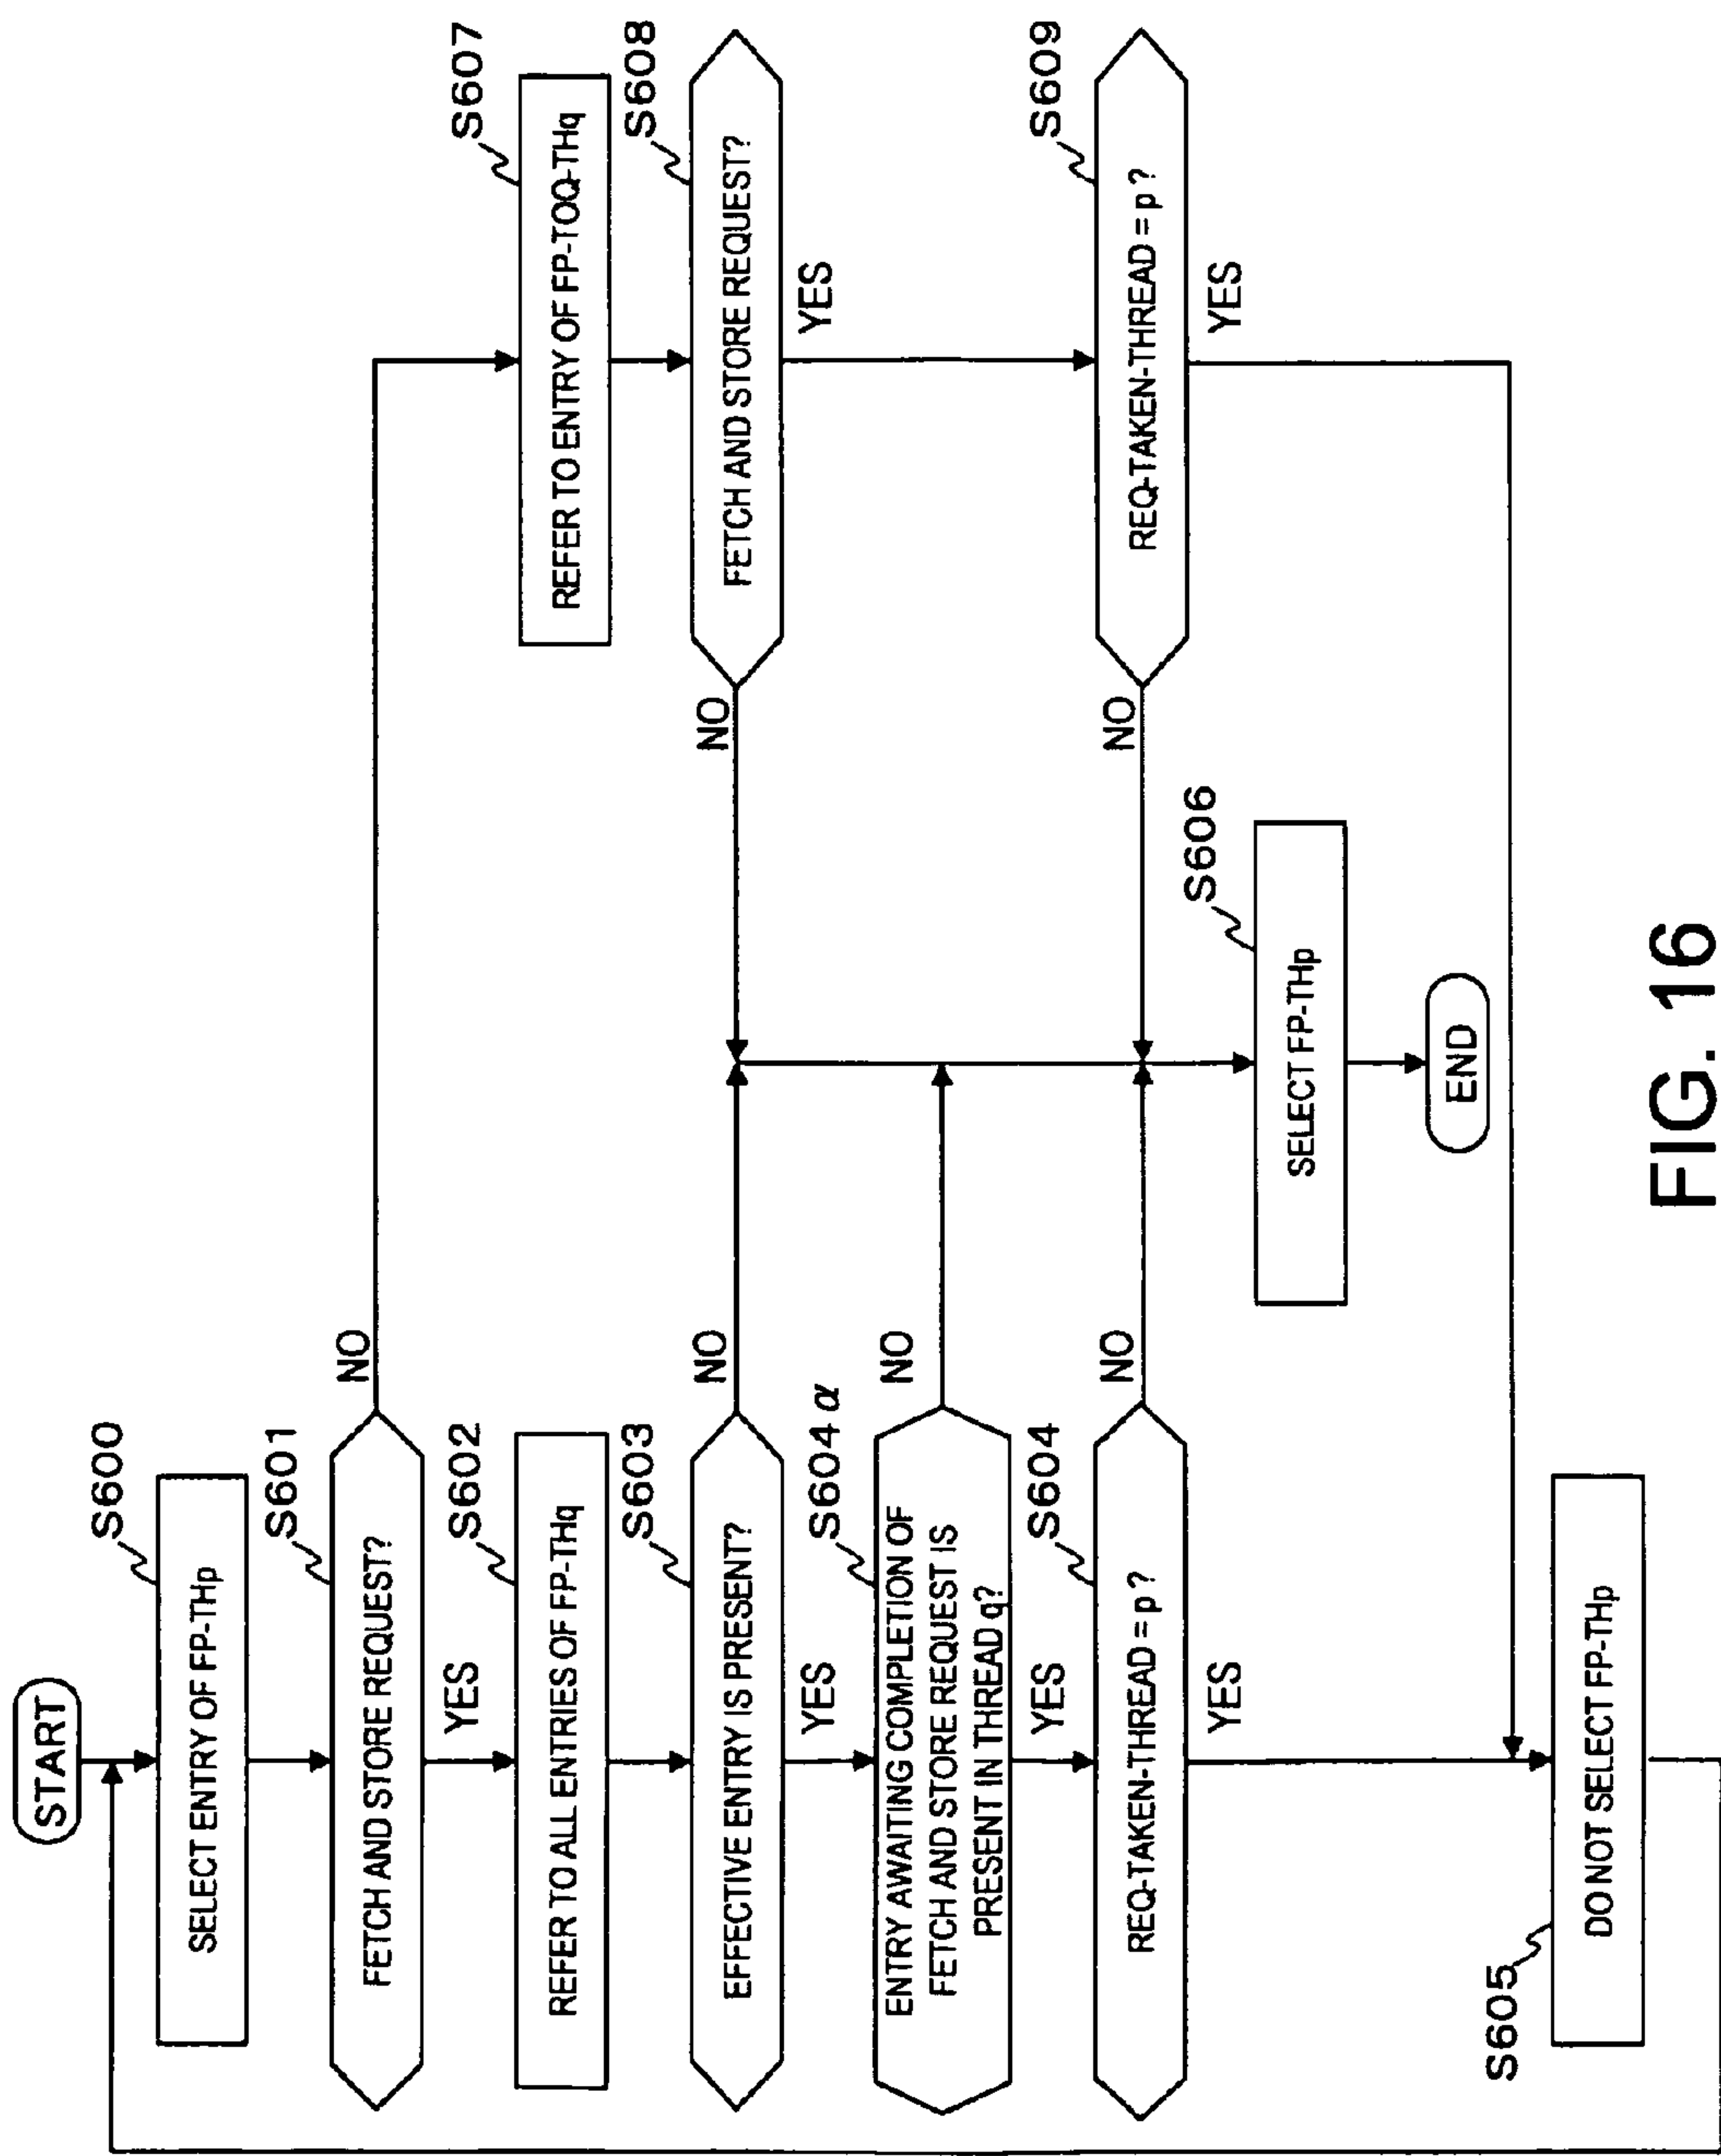 START
S600
SELECT ENTRY OF FP-THp
S601
FETCH AND STORE REQUEST?
NO
YES
S602
REFER TO ALL ENTRIES OF FP-THq
S603
EFFECTIVE ENTRY IS PRESENT?
NO
YES
S604α
ENTRY AWAITING COMPLETION OF
FETCH AND STORE REQUEST IS
PRESENT IN THREAD q?
NO
YES
S604
REQ-TAKEN-THREAD = p ?
NO
YES
S605
DO NOT SELECT FP-THp
S607
REFER TO ENTRY OF FP-TOQ-THq
S608
FETCH AND STORE REQUEST?
NO
YES
S609
REQ-TAKEN-THREAD = p ?
NO
YES
S606
SELECT FP-THp
END
FIG. 16